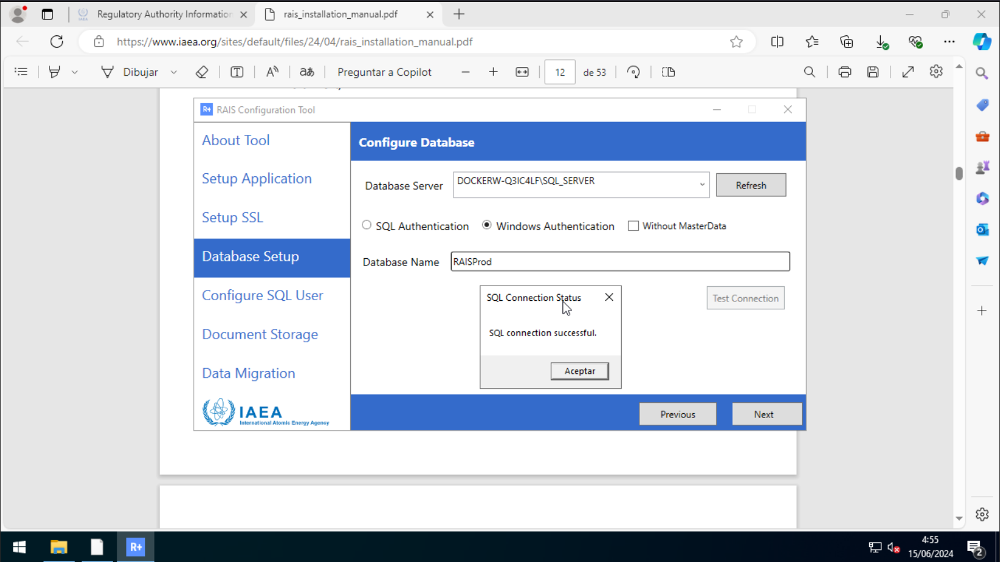 Regulatory Authority Information
rais_installation_manual.pdf
https://www.iaea.org/sites/default/files/24/04/rais_installation_manual.pdf
Dibujar
Preguntar a Copilot
12
de 53
RAIS Configuration Tool
About Tool
Setup Application
Setup SSL
Database Setup
Configure SQL User
Document Storage
Data Migration
IAEA
International Atomic Energy Agency
Configure Database
Database Server
DOCKERW-Q3IC4LF\SQL_SERVER
Refresh
SQL Authentication
Windows Authentication
Without MasterData
Database Name
RAISProd
SQL Connection Status
Test Connection
SQL connection successful.
Aceptar
Previous
Next
R+
4:55
15/06/2024
2